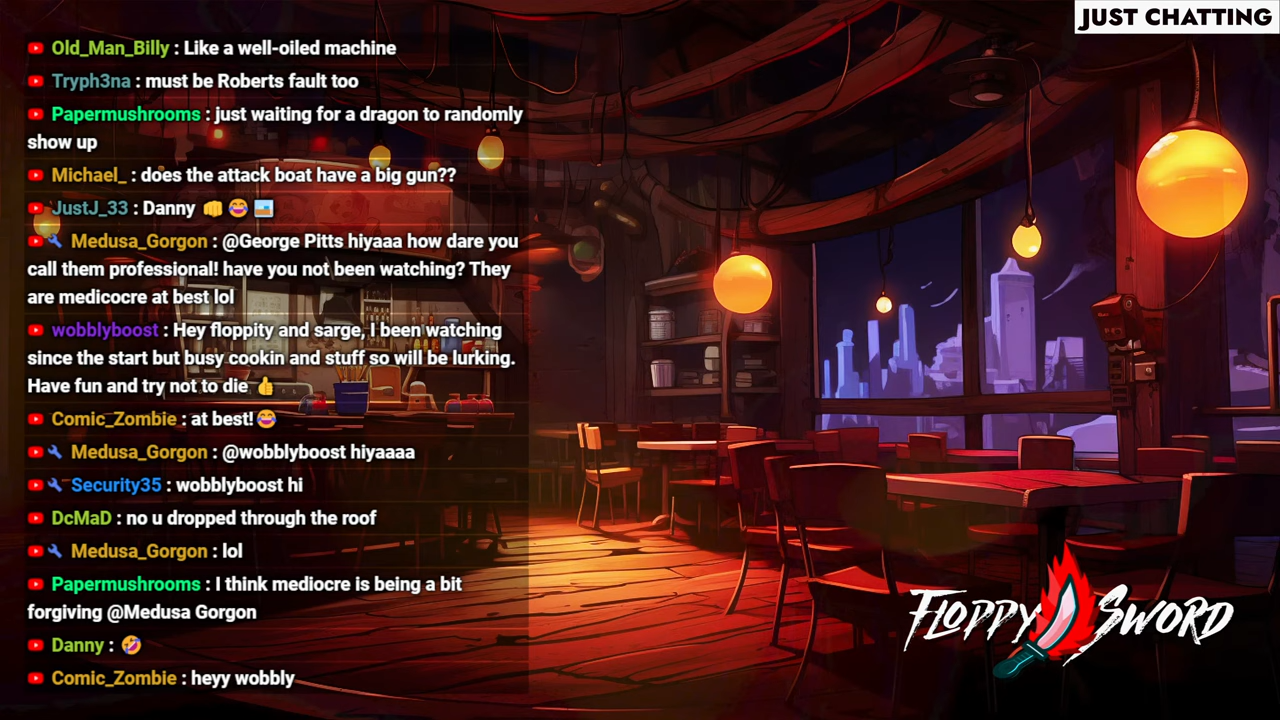 JUST CHATTING
Old_Man_Billy : Like a well-oiled machine
Tryph3na : must be Roberts fault too
Papermushrooms : just waiting for a dragon to randomly
show up
Michael_ : does the attack boat have a big gun??
JustJ_33 : Danny 👊😂
Medusa_Gorgon : @George Pitts hiyaaa how dare you
call them professional! have you not been watching? They
are medicocre at best lol
wobblyboost : Hey floppity and sarge, I been watching
since the start but busy cookin and stuff so will be lurking.
Have fun and try not to die 👍
Comic_Zombie : at best!😂
Medusa_Gorgon : @wobblyboost hiyaaaa
Security35 : wobblyboost hi
DcMaD : no u dropped through the roof
Medusa_Gorgon : lol
Papermushrooms : I think mediocre is being a bit
forgiving @Medusa Gorgon
Danny : 🤣
Comic_Zombie : heyy wobbly
FLOPPY SWORD